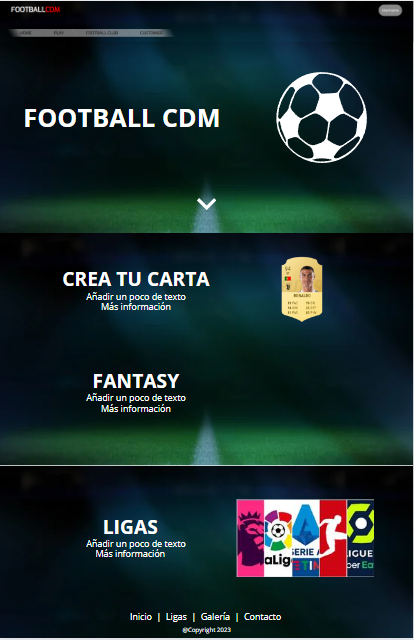 FOOTBALLCDM
HOME PLAY FOOTBALL CLUB CUSTOMER
FOOTBALL CDM
CREA TU CARTA
Añadir un poco de texto
Más información
RONALDO
FANTASY
Añadir un poco de texto
Más información
LIGAS
Añadir un poco de texto
Más información
aLig
SERIE A
ETIN
IGUE
per Ea
Inicio | Ligas | Galería | Contacto
@Copyright 2023